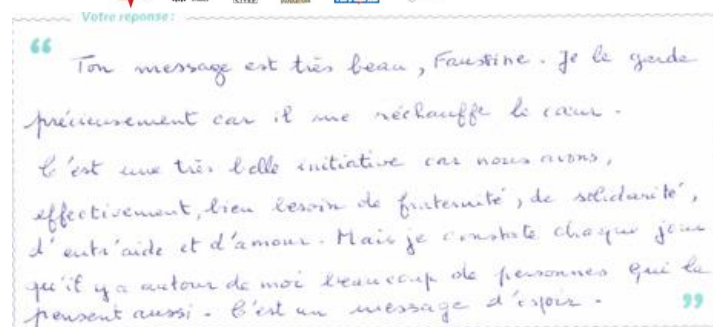 Votre réponse :
“ Ton message est très beau, Faustine. Je le garde
précieusement car il me réchauffe le cœur.
C'est une très belle initiative car nous avons,
effectivement, bien besoin de fraternité, de solidarité,
d'entr'aide et d'amour. Mais je constate chaque jour
qu'il y a autour de moi beaucoup de personnes qui le
pensent aussi. C'est un message d'espoir. ”